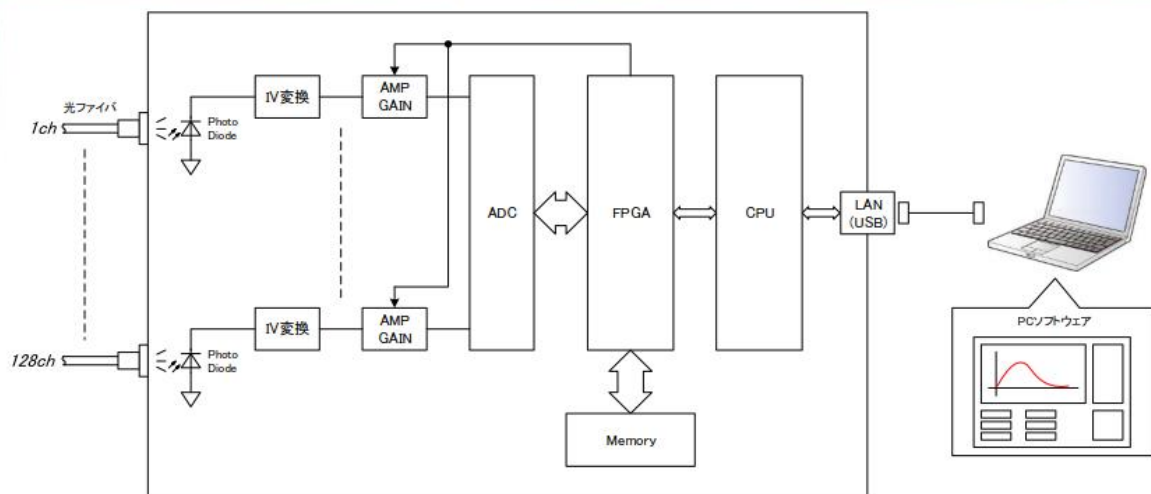 光ファイバ
1ch
Photo
Diode
IV変換
AMP
GAIN
ADC
FPGA
CPU
LAN
(USB)
128ch
Photo
Diode
IV変換
AMP
GAIN
Memory
PCソフトウェア